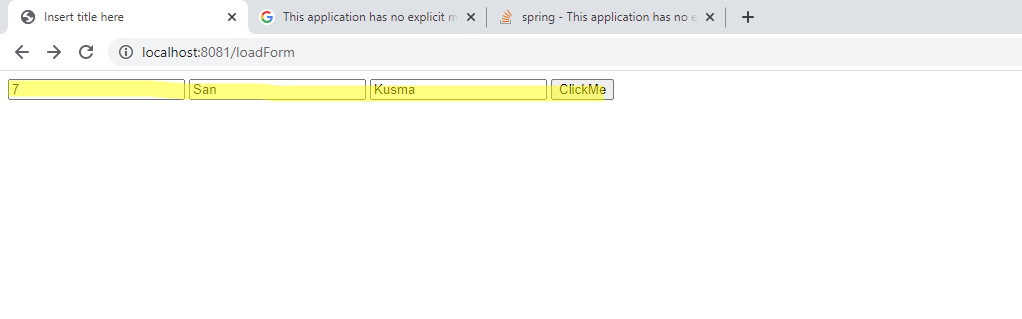 Insert title here This application has no explicit m spring - This application has no e
localhost:8081/loadForm
7 San Kusma ClickMe